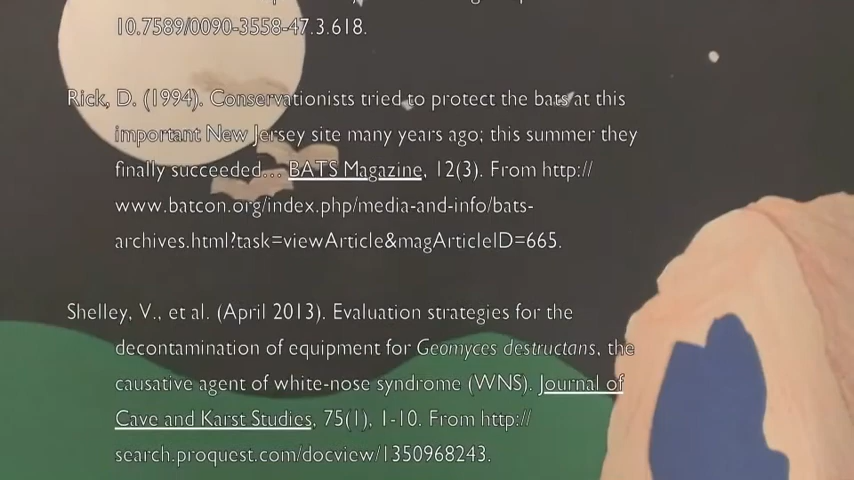 10.7589/0090-3558-47.3.618.
Rick, D. (1994). Conservationists tried to protect the bats at this
important New Jersey site many years ago; this summer they
finally succeeded... BATS Magazine, 12(3). From http://
www.batcon.org/index.php/media-and-info/bats-
archives.html?task=viewArticle&magArticleID=665.
Shelley, V., et al. (April 2013). Evaluation strategies for the
decontamination of equipment for Geomyces destructans, the
causative agent of white-nose syndrome (WNS). Journal of
Cave and Karst Studies, 75(1), 1-10. From http://
search.proquest.com/docview/1350968243.